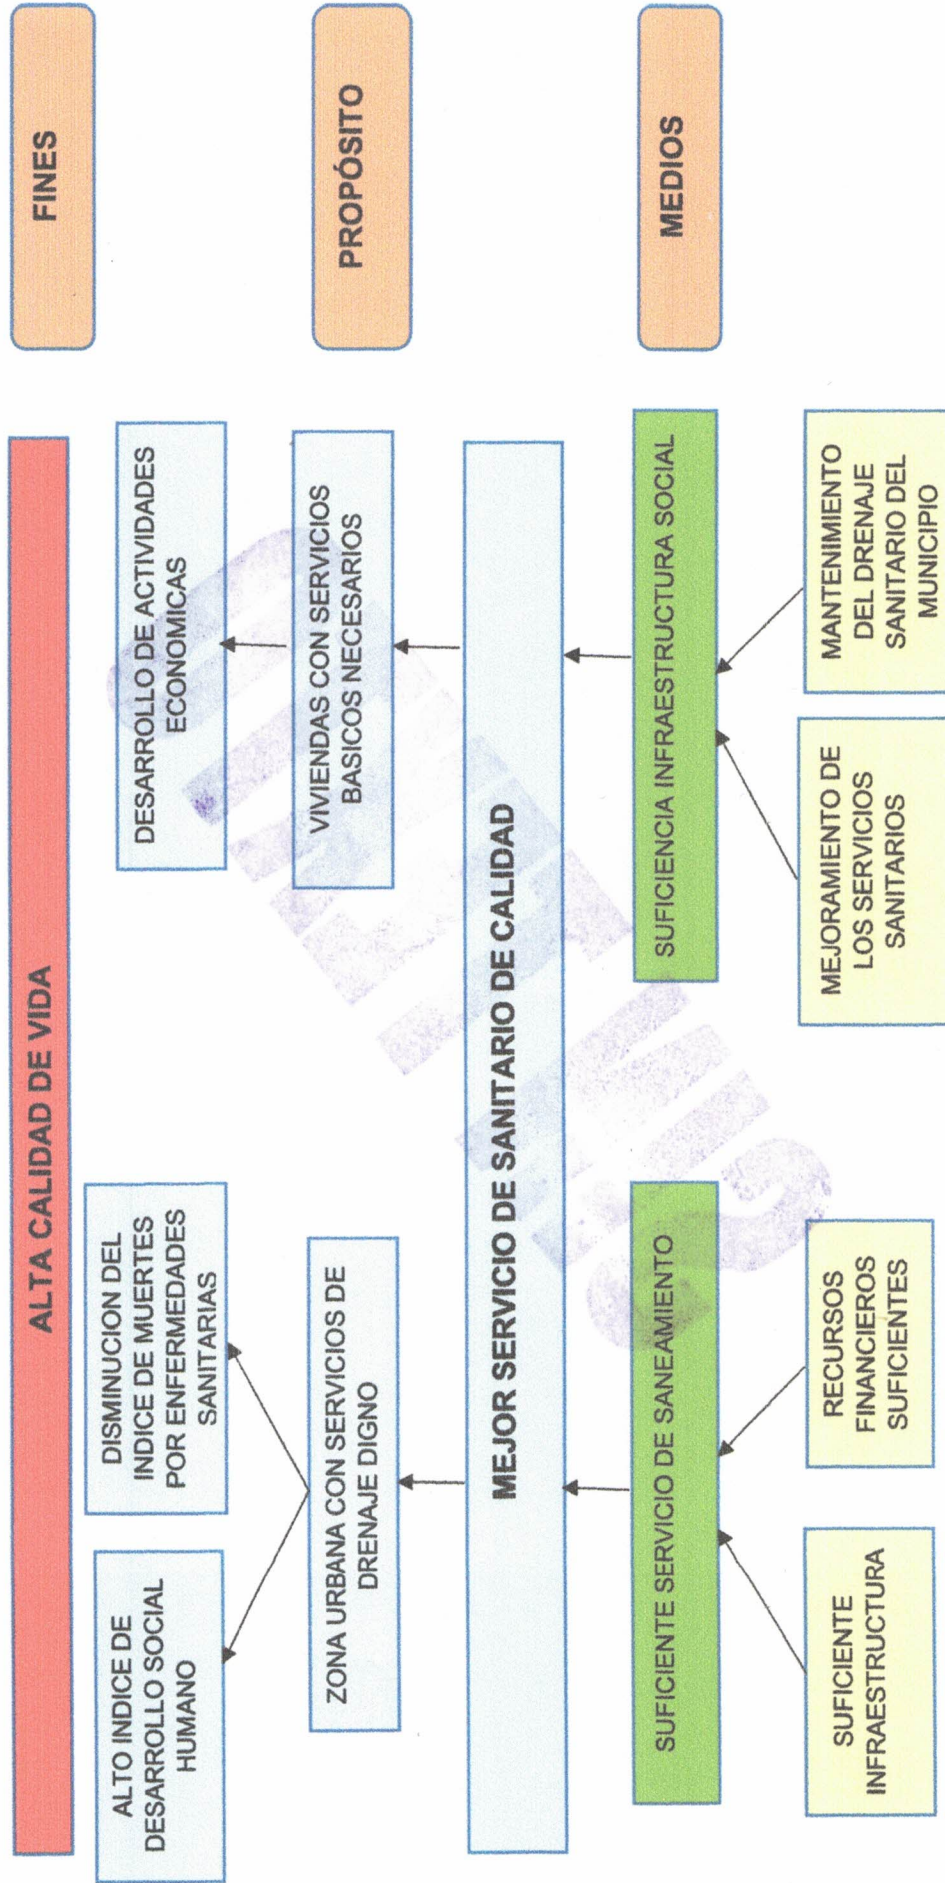 ALTA CALIDAD DE VIDA
FINES
ALTO INDICE DE
DESARROLLO SOCIAL
HUMANO
DISMINUCION DEL
INDICE DE MUERTES
POR ENFERMEDADES
SANITARIAS
DESARROLLO DE ACTIVIDADES
ECONOMICAS
ZONA URBANA CON SERVICIOS DE
DRENAJE DIGNO
VIVIENDAS CON SERVICIOS
BASICOS NECESARIOS
PROPÓSITO
MEJOR SERVICIO DE SANITARIO DE CALIDAD
SUFICIENTE SERVICIO DE SANEAMIENTO
SUFICIENCIA INFRAESTRUCTURA SOCIAL
MEDIOS
SUFICIENTE
INFRAESTRUCTURA
RECURSOS
FINANCIEROS
SUFICIENTES
MEJORAMIENTO DE
LOS SERVICIOS
SANITARIOS
MANTENIMIENTO
DEL DRENAJE
SANITARIO DEL
MUNICIPIO